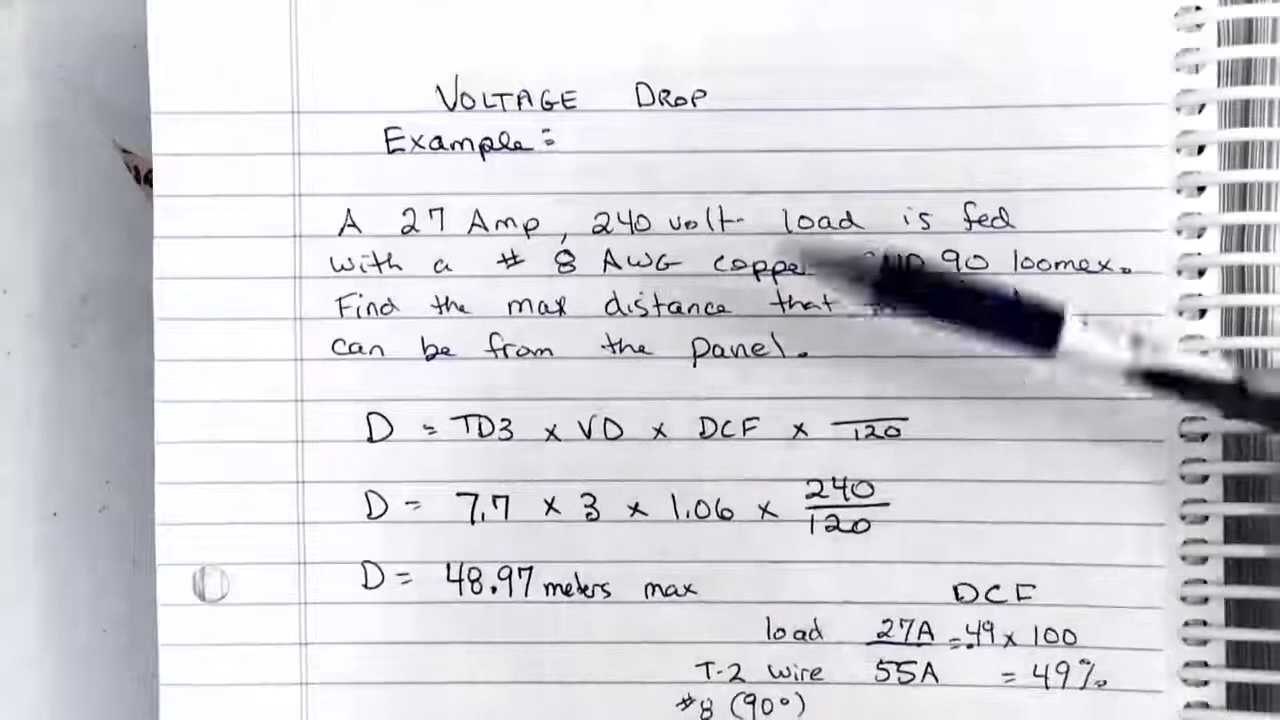 VOLTAGE DROP
Example:
A 27 Amp, 240 volt load is fed
with a # 8 AWG copper 90 loomex.
Find the max distance that
can be from the panel.
D = TD3 x VD x DCF x /120
D = 7.7 x 3 x 1.06 x 240/120
D = 48.97 meters max
DCF
load 27A = .49 x 100
T-2 wire 55A = 49%
#8 (90°)